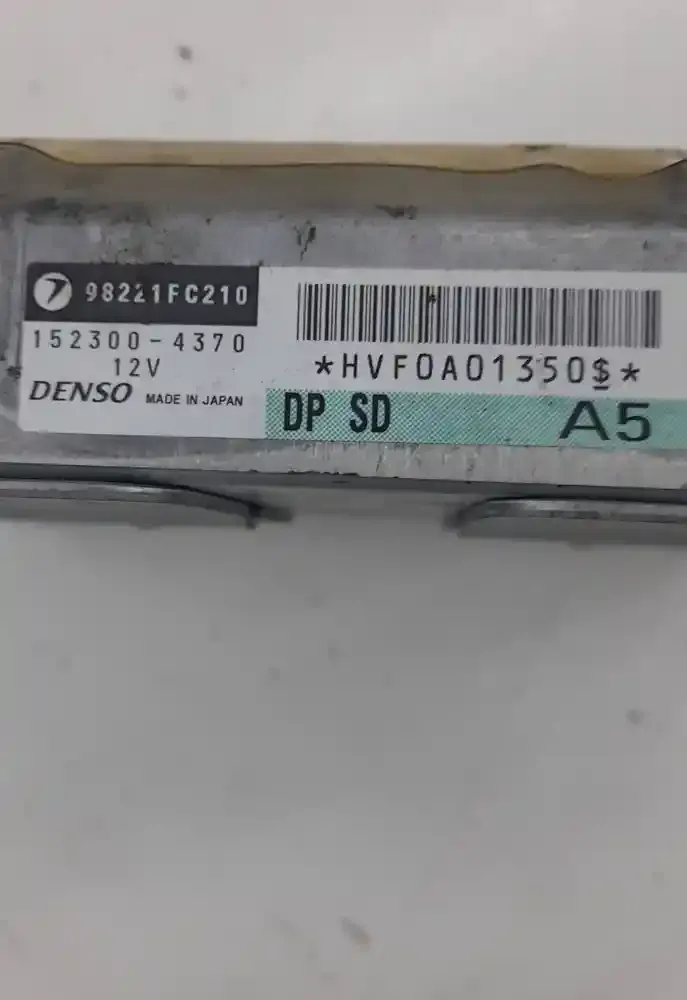 98221FC210
152300-4370
12V
DENSO MADE IN JAPAN
*HVF0A01350$*
DP SD A5